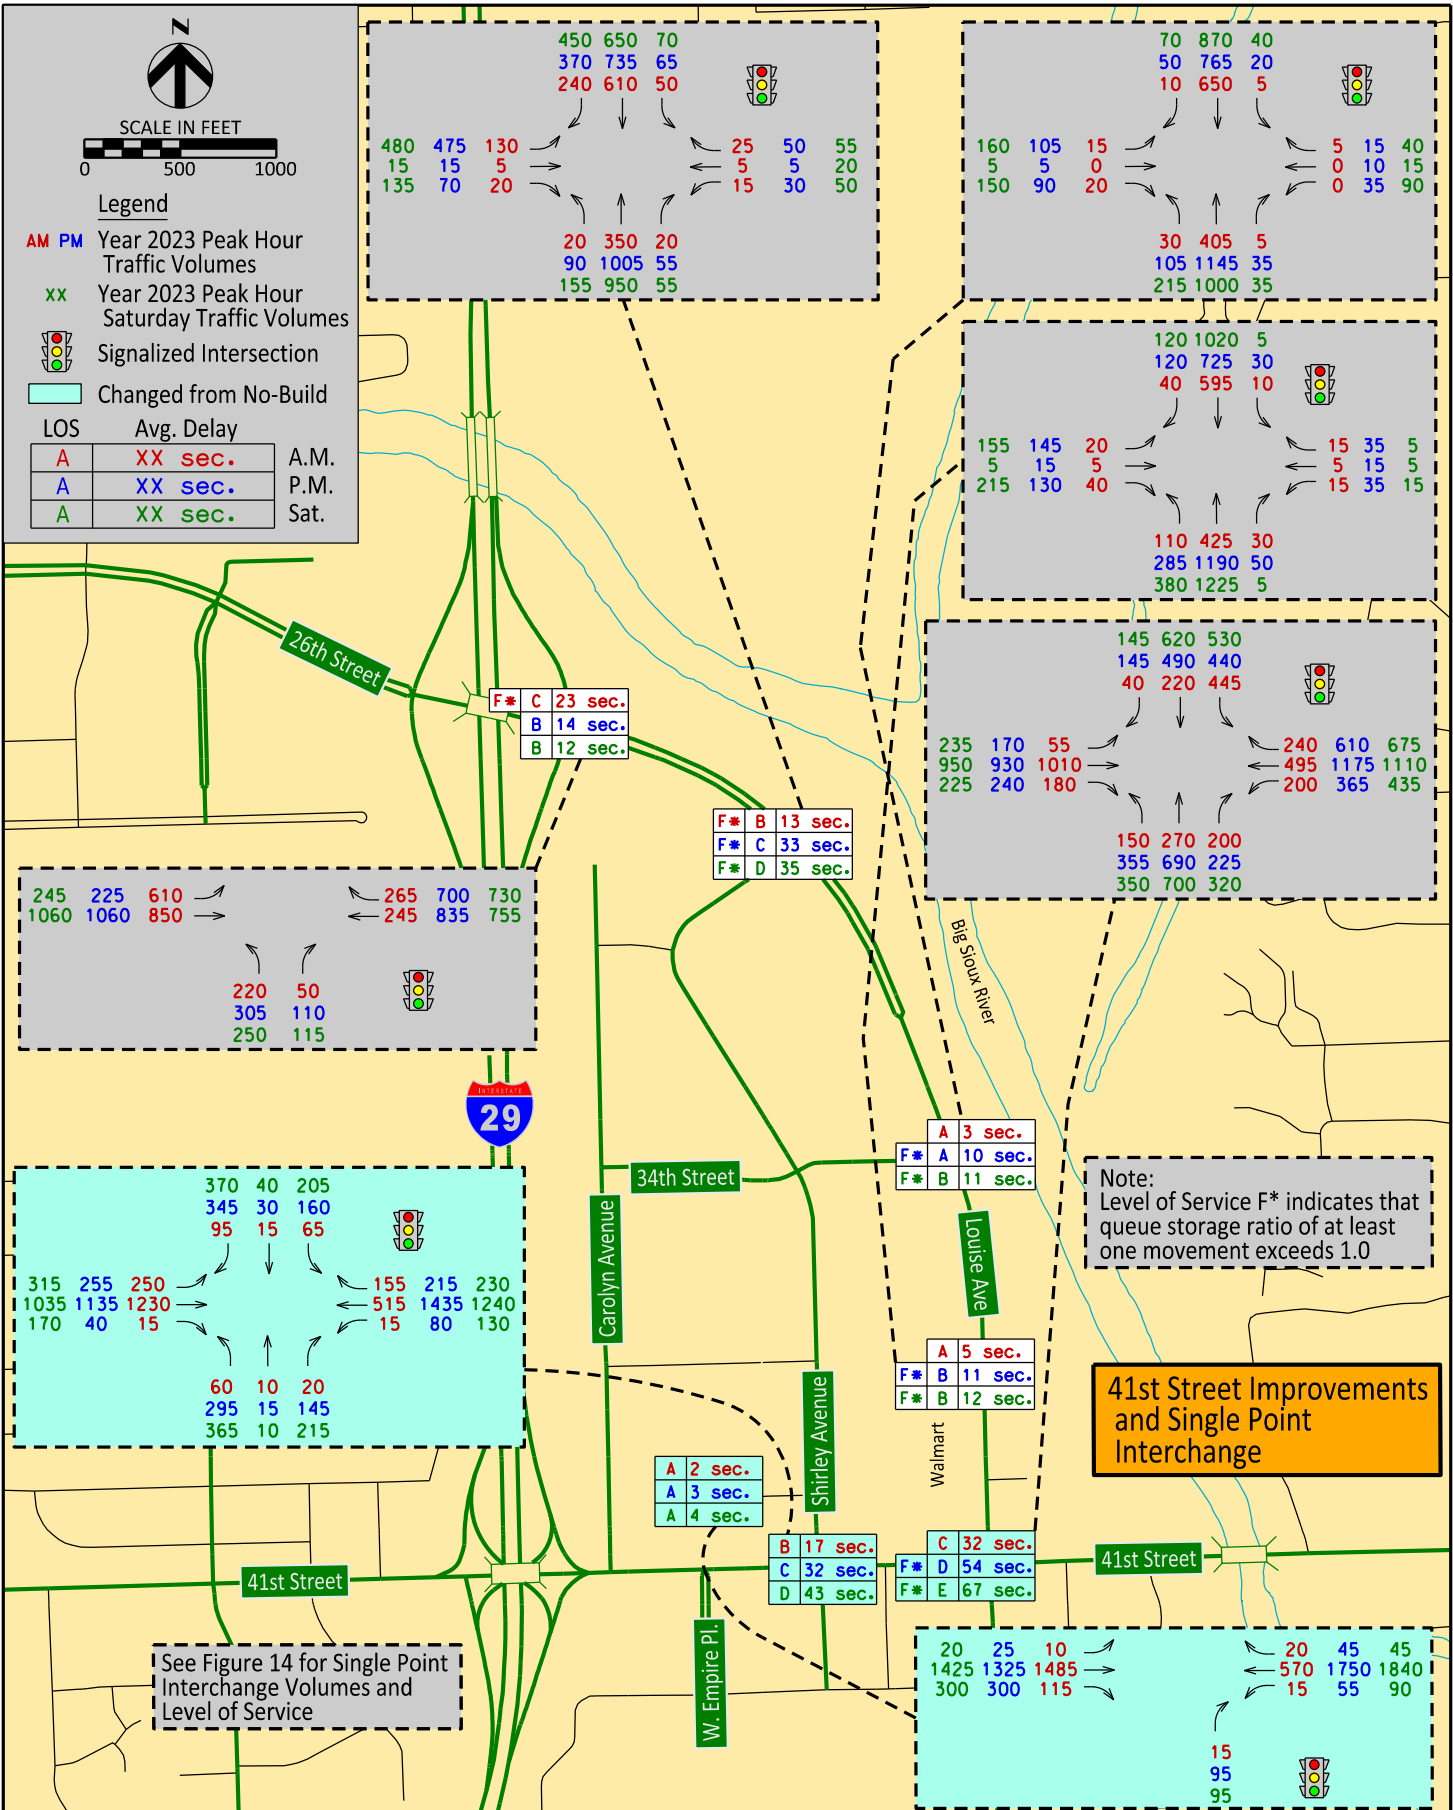 N
SCALE IN FEET
0 500 1000
Legend
AM PM Year 2023 Peak Hour
Traffic Volumes
XX Year 2023 Peak Hour
Saturday Traffic Volumes
Signalized Intersection
Changed from No-Build
LOS Avg. Delay
A XX sec. A.M.
A XX sec. P.M.
A XX sec. Sat.
450 650 70
370 735 65
240 610 50
480 475 130 25 50 55
15 15 5 5 5 20
135 70 20 15 30 50
20 350 20
90 1005 55
155 950 55
70 870 40
50 765 20
10 650 5
160 105 15 5 15 40
5 5 0 0 10 15
150 90 20 0 35 90
30 405 5
105 1145 35
215 1000 35
120 1020 5
120 725 30
40 595 10
155 145 20 15 35 5
5 15 5 5 15 5
215 130 40 15 35 15
110 425 30
285 1190 50
380 1225 5
145 620 530
145 490 440
40 220 445
235 170 55 240 610 675
950 930 1010 495 1175 1110
225 240 180 200 365 435
150 270 200
355 690 225
350 700 320
26th Street
F* C 23 sec.
B 14 sec.
B 12 sec.
F* B 13 sec.
F* C 33 sec.
F* D 35 sec.
245 225 610 265 700 730
1060 1060 850 245 835 755
220 50
305 110
250 115
Big Sioux River
INTERSTATE
29
A 3 sec.
F* A 10 sec.
F* B 11 sec.
34th Street
Carolyn Avenue
Louise Ave
Note:
Level of Service F* indicates that
queue storage ratio of at least
one movement exceeds 1.0
370 40 205
345 30 160
95 15 65
315 255 250 155 215 230
1035 1135 1230 515 1435 1240
170 40 15 15 80 130
60 10 20
295 15 145
365 10 215
A 5 sec.
F* B 11 sec.
F* B 12 sec.
Shirley Avenue
Walmart
41st Street Improvements
and Single Point
Interchange
A 2 sec.
A 3 sec.
A 4 sec.
B 17 sec.
C 32 sec.
D 43 sec.
C 32 sec.
F* D 54 sec.
F* E 67 sec.
41st Street
41st Street
W. Empire Pl.
See Figure 14 for Single Point
Interchange Volumes and
Level of Service
20 25 10 20 45 45
1425 1325 1485 570 1750 1840
300 300 115 15 55 90
15
95
95